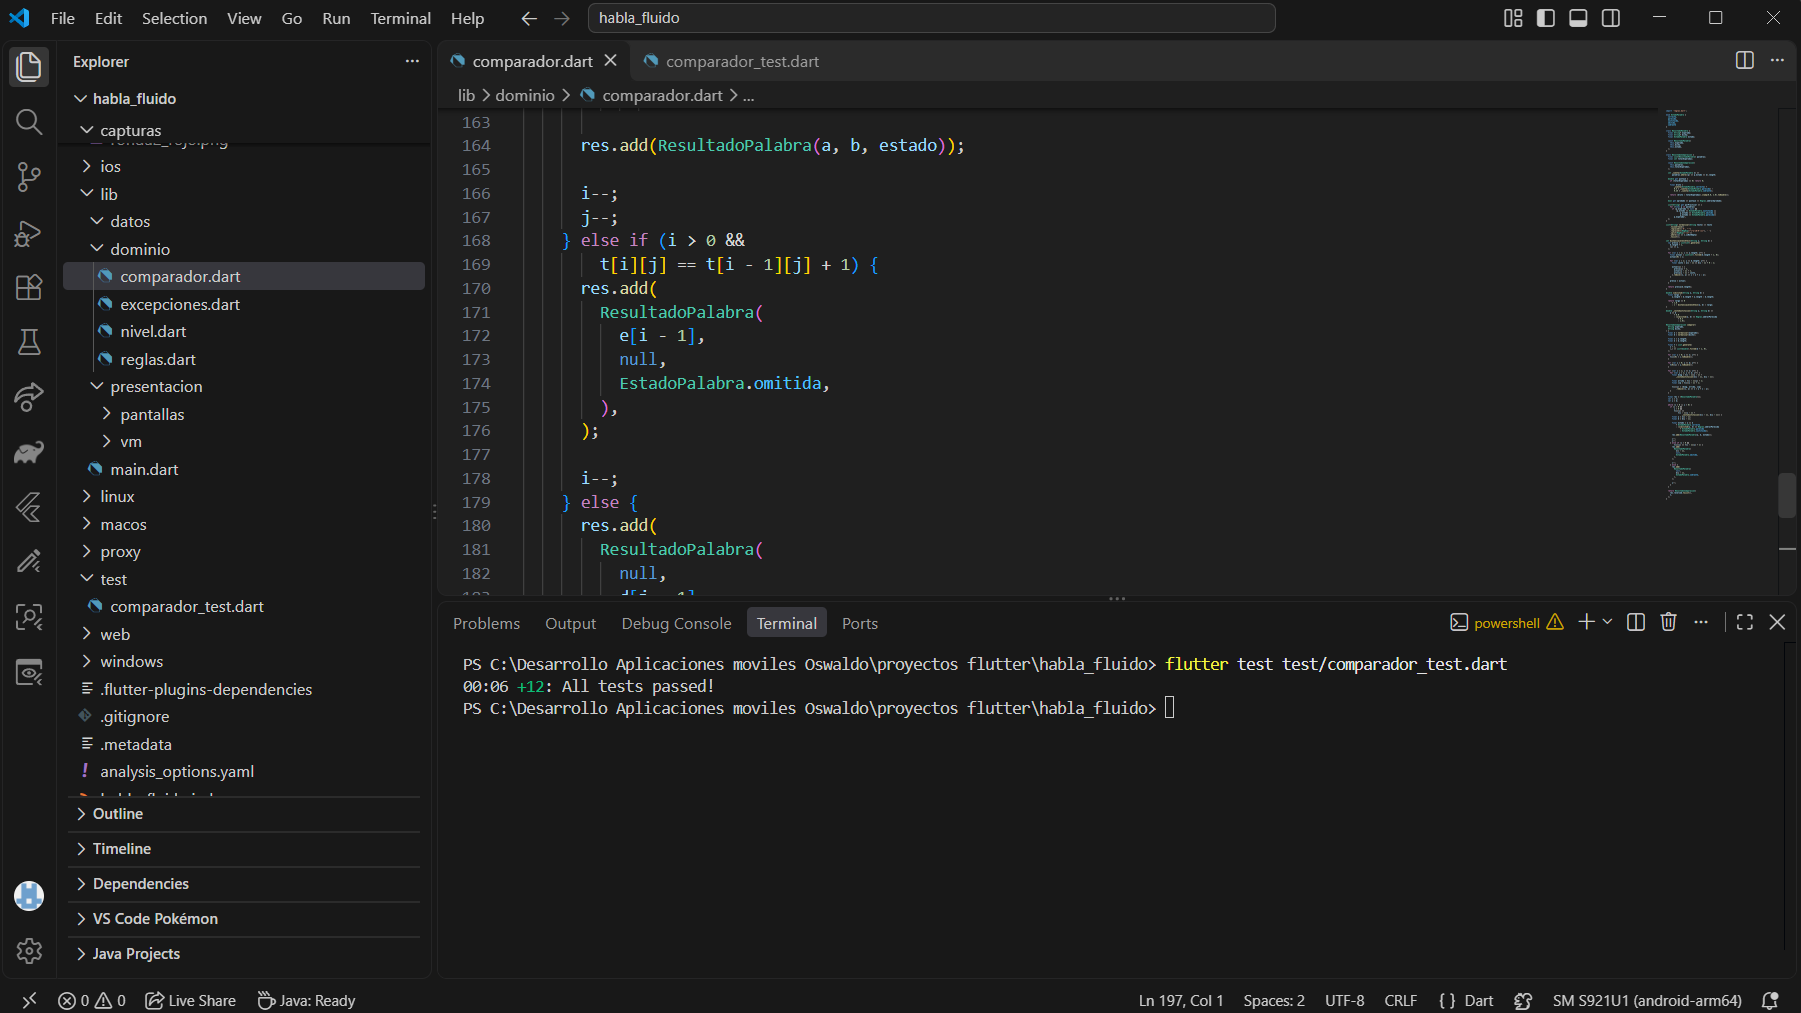 File Edit Selection View Go Run Terminal Help
habla_fluido
Explorer
habla_fluido
capturas
ios
lib
datos
dominio
comparador.dart
excepciones.dart
nivel.dart
reglas.dart
presentacion
pantallas
vm
main.dart
linux
macos
proxy
test
comparador_test.dart
web
windows
.flutter-plugins-dependencies
.gitignore
.metadata
analysis_options.yaml
Outline
Timeline
Dependencies
VS Code Pokémon
Java Projects
comparador.dart comparador_test.dart
lib > dominio > comparador.dart > ...
163
164 res.add(ResultadoPalabra(a, b, estado));
165
166 i--;
167 j--;
168 } else if (i > 0 &&
169 t[i][j] == t[i - 1][j] + 1) {
170 res.add(
171 ResultadoPalabra(
172 e[i - 1],
173 null,
174 EstadoPalabra.omitida,
175 ),
176 );
177
178 i--;
179 } else {
180 res.add(
181 ResultadoPalabra(
182 null,
Problems Output Debug Console Terminal Ports
powershell
PS C:\Desarrollo Aplicaciones moviles Oswaldo\proyectos flutter\habla_fluido> flutter test test/comparador_test.dart
00:06 +12: All tests passed!
PS C:\Desarrollo Aplicaciones moviles Oswaldo\proyectos flutter\habla_fluido>
0 0 Live Share Java: Ready
Ln 197, Col 1 Spaces: 2 UTF-8 CRLF { } Dart SM S921U1 (android-arm64)